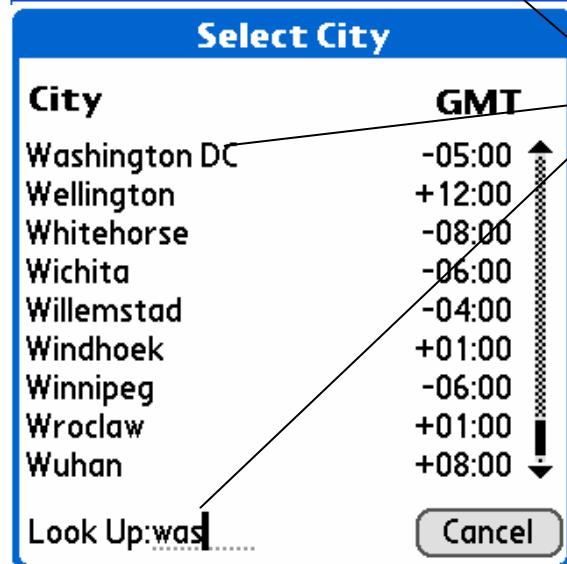 Select City
City GMT
Washington DC -05:00
Wellington +12:00
Whitehorse -08:00
Wichita -06:00
Willemstad -04:00
Windhoek +01:00
Winnipeg -06:00
Wroclaw +01:00
Wuhan +08:00
Look Up:was Cancel